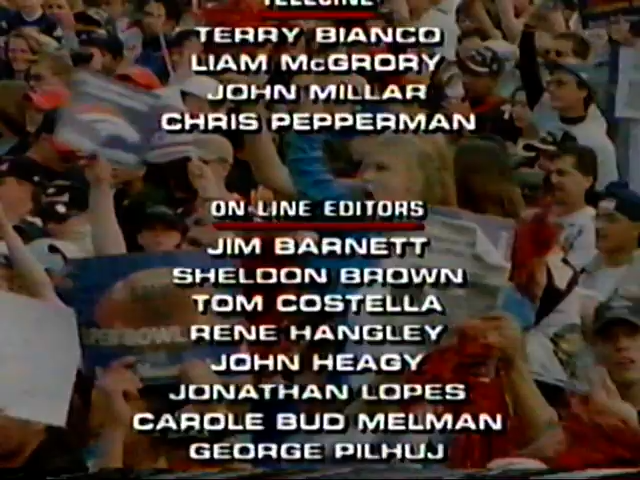 TELECINE
TERRY BIANCO
LIAM McGRORY
JOHN MILLAR
CHRIS PEPPERMAN
ON-LINE EDITORS
JIM BARNETT
SHELDON BROWN
TOM COSTELLA
RENE HANGLEY
JOHN HEAGY
JONATHAN LOPES
CAROLE BUD MELMAN
GEORGE PILHUJ